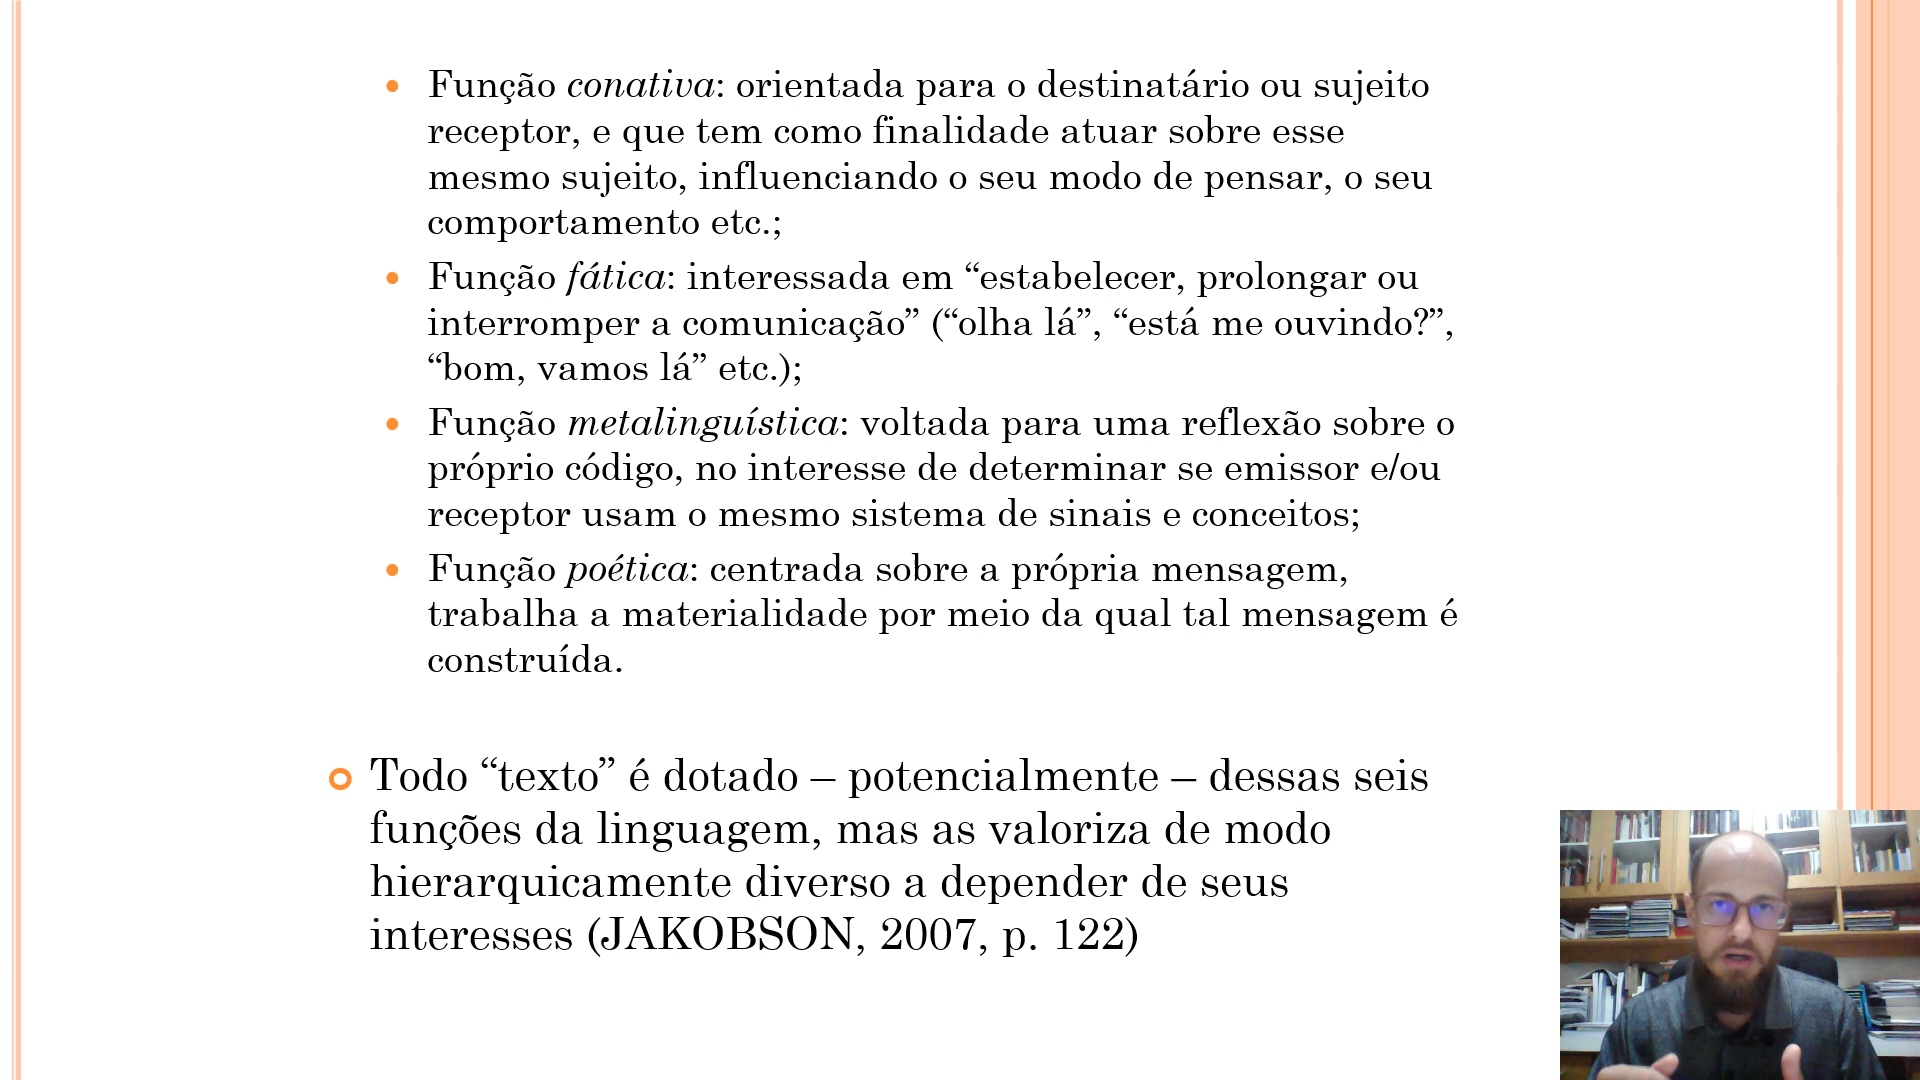 Função conativa: orientada para o destinatário ou sujeito
receptor, e que tem como finalidade atuar sobre esse
mesmo sujeito, influenciando o seu modo de pensar, o seu
comportamento etc.;
Função fática: interessada em “estabelecer, prolongar ou
interromper a comunicação” (“olha lá”, “está me ouvindo?”,
“bom, vamos lá” etc.);
Função metalinguística: voltada para uma reflexão sobre o
próprio código, no interesse de determinar se emissor e/ou
receptor usam o mesmo sistema de sinais e conceitos;
Função poética: centrada sobre a própria mensagem,
trabalha a materialidade por meio da qual tal mensagem é
construída.
Todo “texto” é dotado – potencialmente – dessas seis
funções da linguagem, mas as valoriza de modo
hierarquicamente diverso a depender de seus
interesses (JAKOBSON, 2007, p. 122)